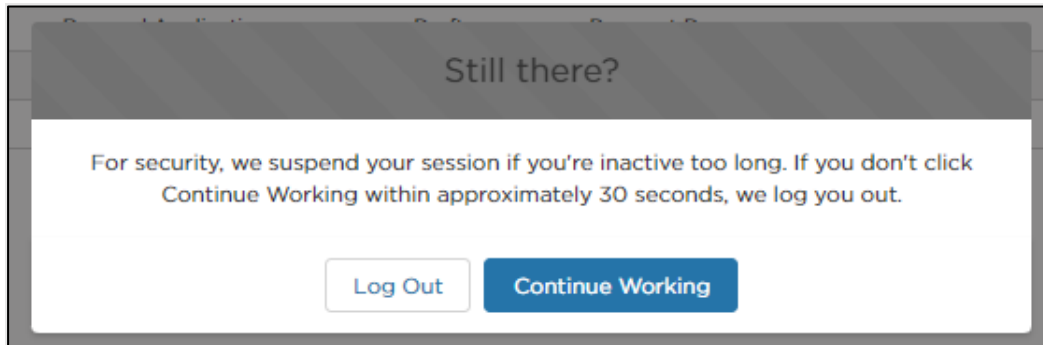 Still there?
For security, we suspend your session if you're inactive too long. If you don't click
Continue Working within approximately 30 seconds, we log you out.
Log Out
Continue Working